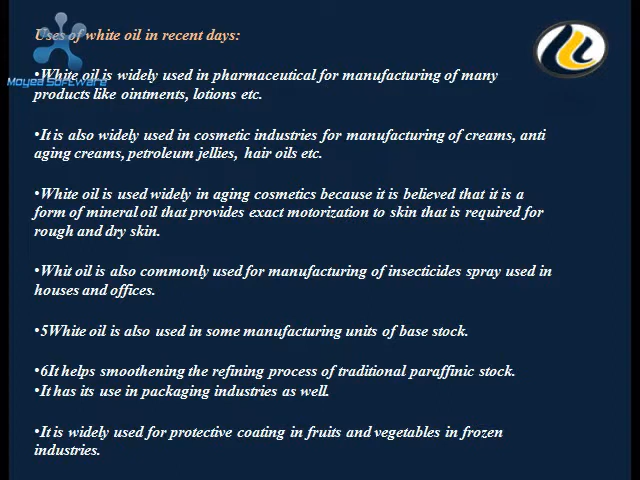 Uses of white oil in recent days:
•White oil is widely used in pharmaceutical for manufacturing of many
Moyea Software
products like ointments, lotions etc.
•It is also widely used in cosmetic industries for manufacturing of creams, anti
aging creams, petroleum jellies, hair oils etc.
•White oil is used widely in aging cosmetics because it is believed that it is a
form of mineral oil that provides exact motorization to skin that is required for
rough and dry skin.
•Whit oil is also commonly used for manufacturing of insecticides spray used in
houses and offices.
•5White oil is also used in some manufacturing units of base stock.
•6It helps smoothening the refining process of traditional paraffinic stock.
•It has its use in packaging industries as well.
•It is widely used for protective coating in fruits and vegetables in frozen
industries.